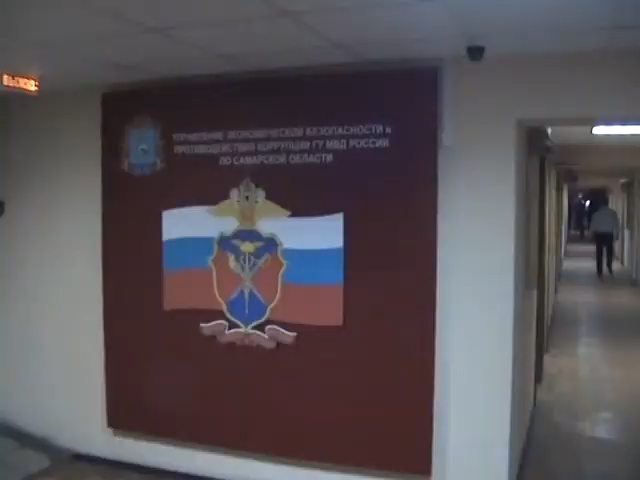 УПРАВЛЕНИЕ ЭКОНОМИЧЕСКОЙ БЕЗОПАСНОСТИ и
ПРОТИВОДЕЙСТВИЯ КОРРУПЦИИ ГУ МВД РОССИИ
ПО САМАРСКОЙ ОБЛАСТИ